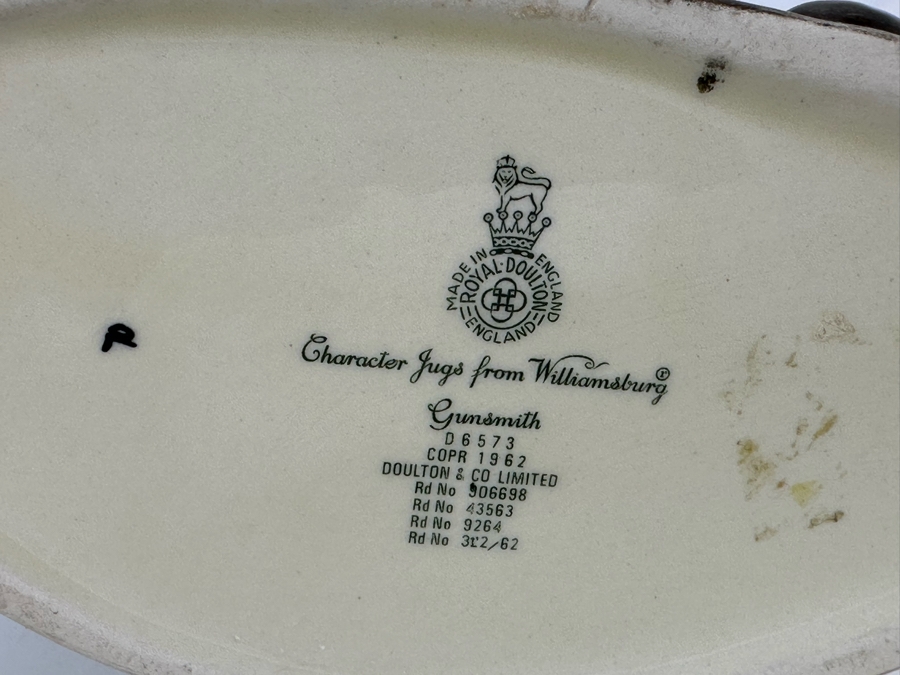 MADE IN ENGLAND
ROYAL·DOULTON
ENGLAND
Character Jugs from Williamsburg ®
Gunsmith
D 6573
COPR 1962
DOULTON & CO LIMITED
Rd No 906698
Rd No 43563
Rd No 9264
Rd No /62
R